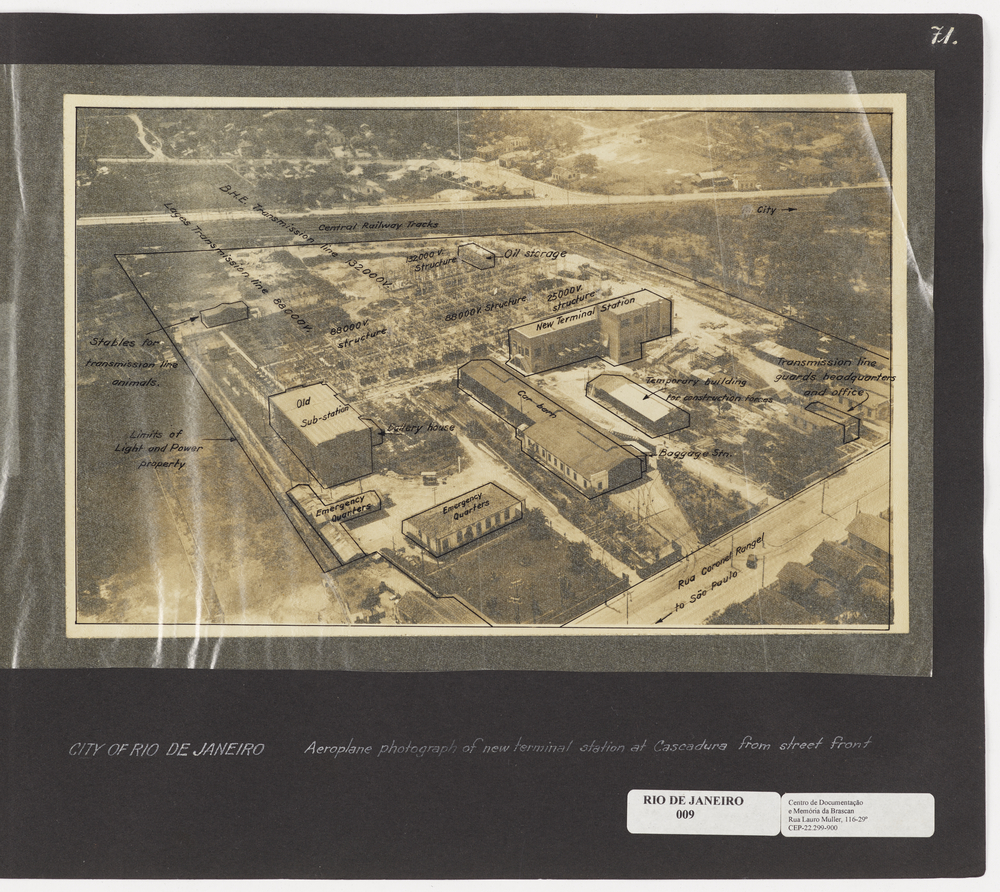 71.
B.H.E. Transmission line 132000V.
Lages Transmission line 88000V.
Central Railway Tracks
City
132000V.
Structure
Oil storage
25000V.
structure
88000V Structure
88000V.
structure
New Terminal Station
Stables for
transmission line
animals.
Transmission line
guards headquarters
and office
Temporary building
for construction forces
Car barn
Old
Sub-station
Battery house
Baggage Stn.
Limits of
Light and Power
property
Emergency
Quarters
Emergency
Quarters
Rua Coronel Rangel
to São Paulo
CITY OF RIO DE JANEIRO Aeroplane photograph of new terminal station at Cascadura from street front
RIO DE JANEIRO
009
Centro de Documentação
e Memória da Brascan
Rua Lauro Muller, 116-29º
CEP-22.299-900